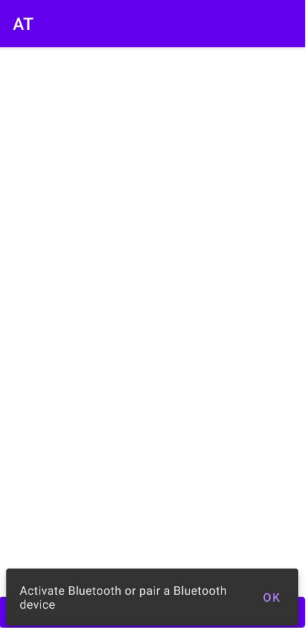 AT
Activate Bluetooth or pair a Bluetooth
device
OK